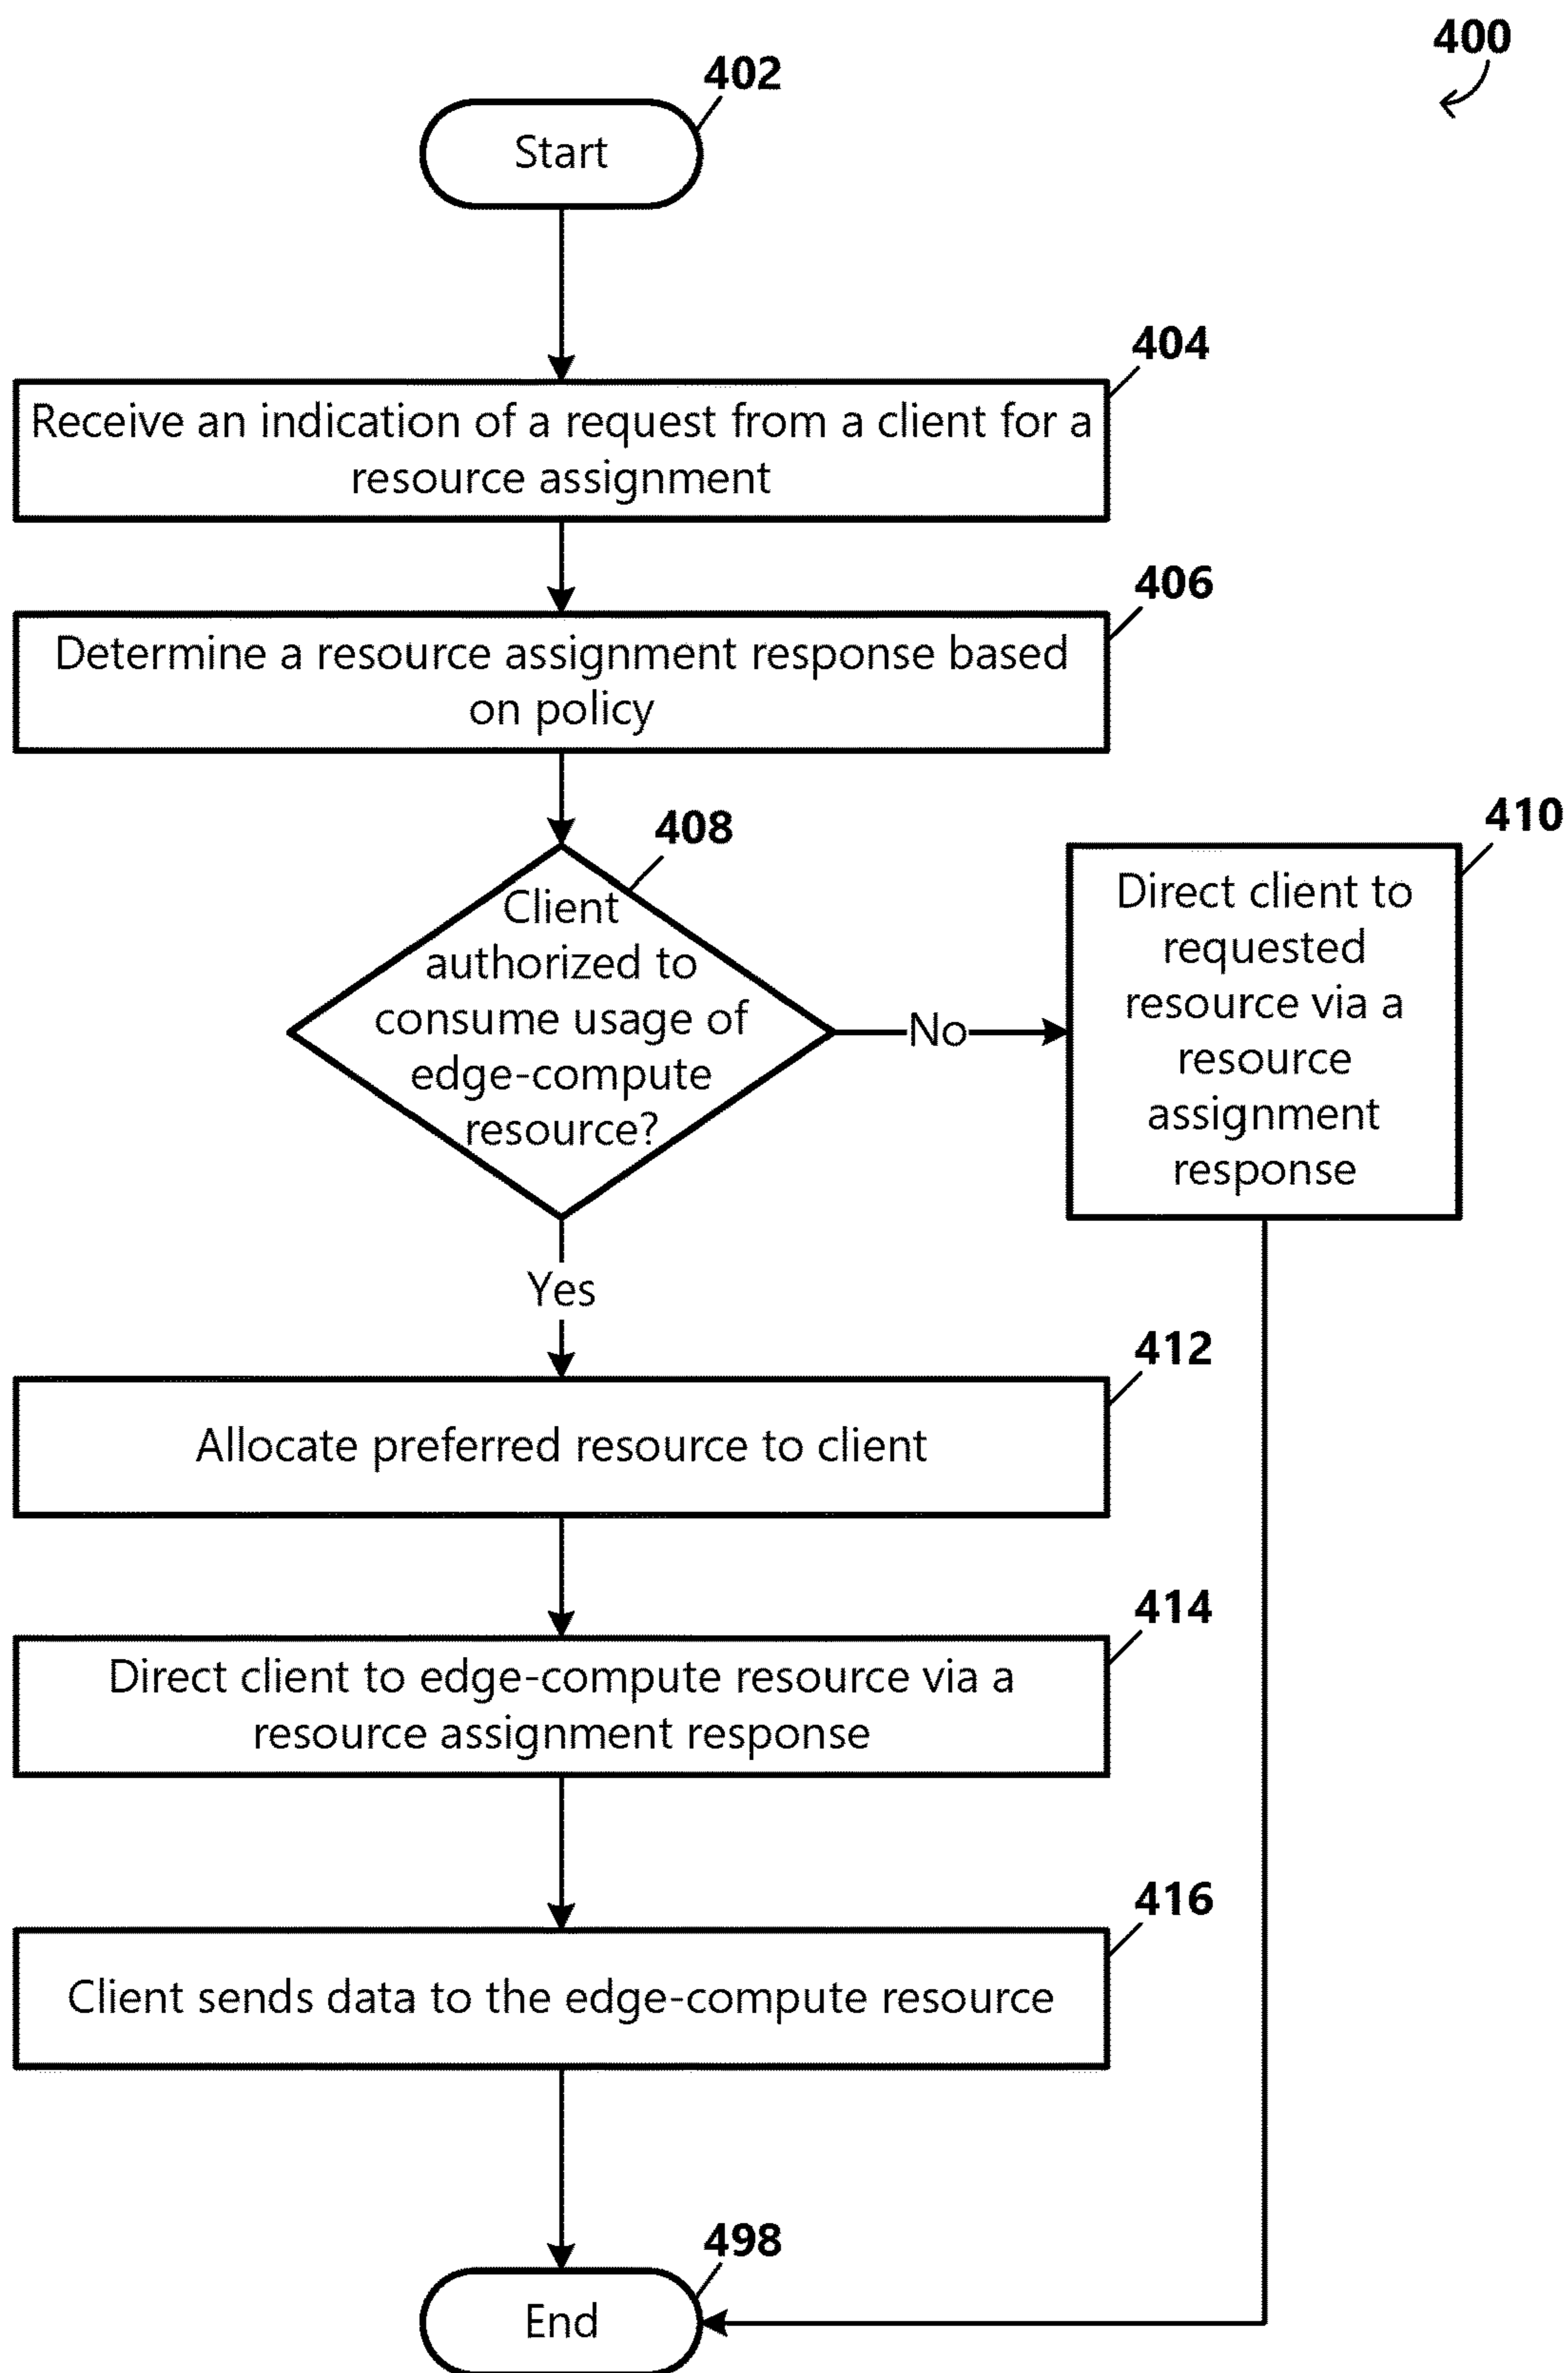 400
402
Start
404
Receive an indication of a request from a client for a
resource assignment
406
Determine a resource assignment response based
on policy
408
Client
authorized to
consume usage of
edge-compute
resource?
No
410
Direct client to
requested
resource via a
resource
assignment
response
Yes
412
Allocate preferred resource to client
414
Direct client to edge-compute resource via a
resource assignment response
416
Client sends data to the edge-compute resource
498
End